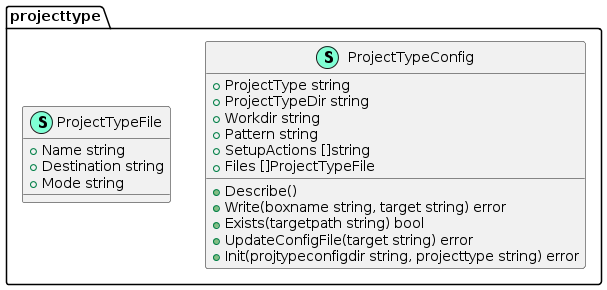 projecttype
S ProjectTypeFile
Name string
Destination string
Mode string
S ProjectTypeConfig
ProjectType string
ProjectTypeDir string
Workdir string
Pattern string
SetupActions []string
Files []ProjectTypeFile
Describe()
Write(boxname string, target string) error
Exists(targetpath string) bool
UpdateConfigFile(target string) error
Init(projtypeconfigdir string, projecttype string) error